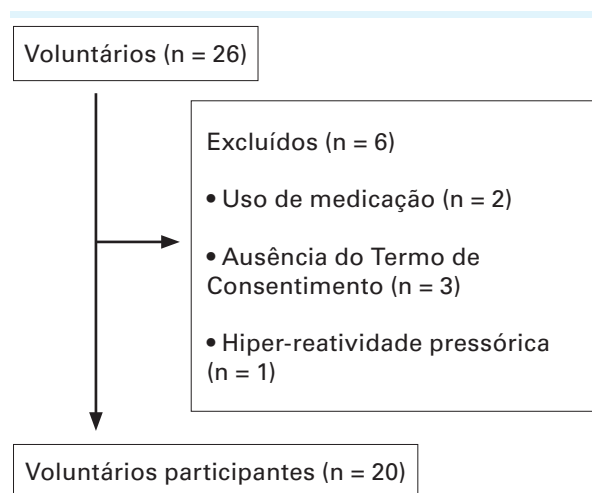 Voluntários (n = 26)
Excluídos (n = 6)
• Uso de medicação (n = 2)
• Ausência do Termo de
Consentimento (n = 3)
• Hiper-reatividade pressórica
(n = 1)
Voluntários participantes (n = 20)